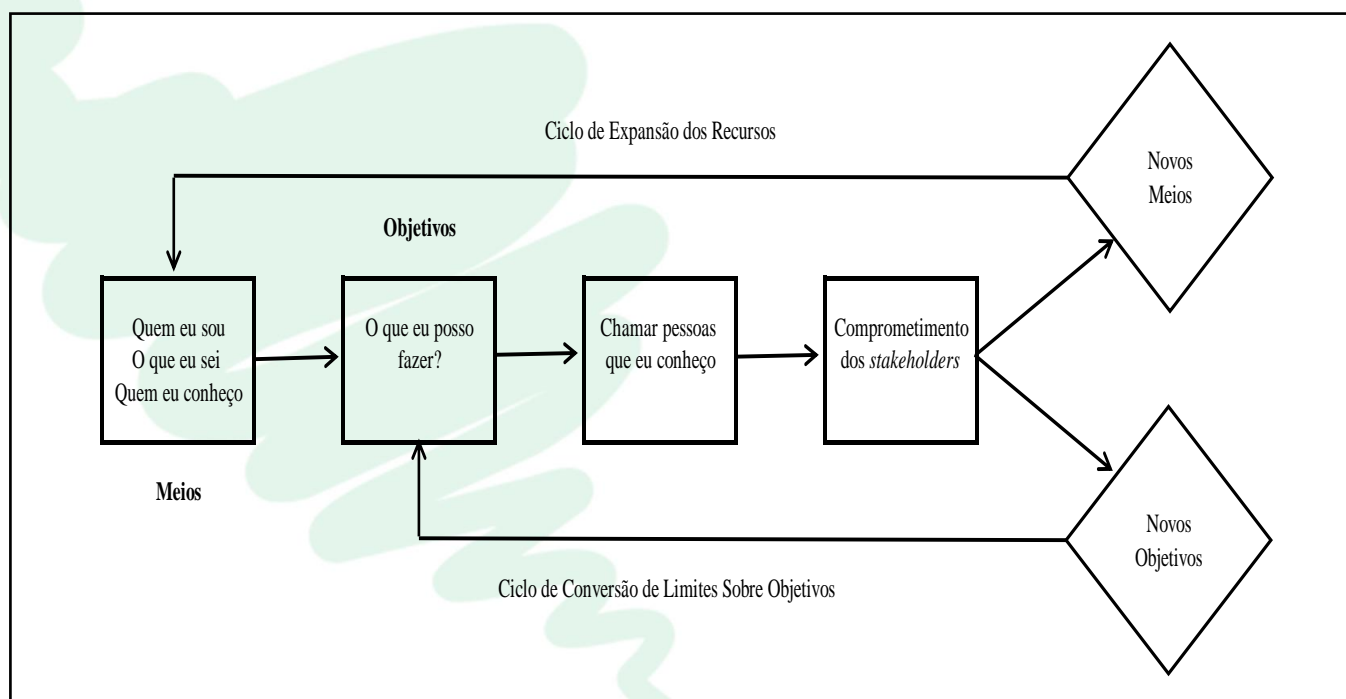 Ciclo de Expansão dos Recursos
Novos
Meios
Objetivos
Quem eu sou
O que eu sei
Quem eu conheço
O que eu posso
fazer?
Chamar pessoas
que eu conheço
Comprometimento
dos stakeholders
Meios
Novos
Objetivos
Ciclo de Conversão de Limites Sobre Objetivos